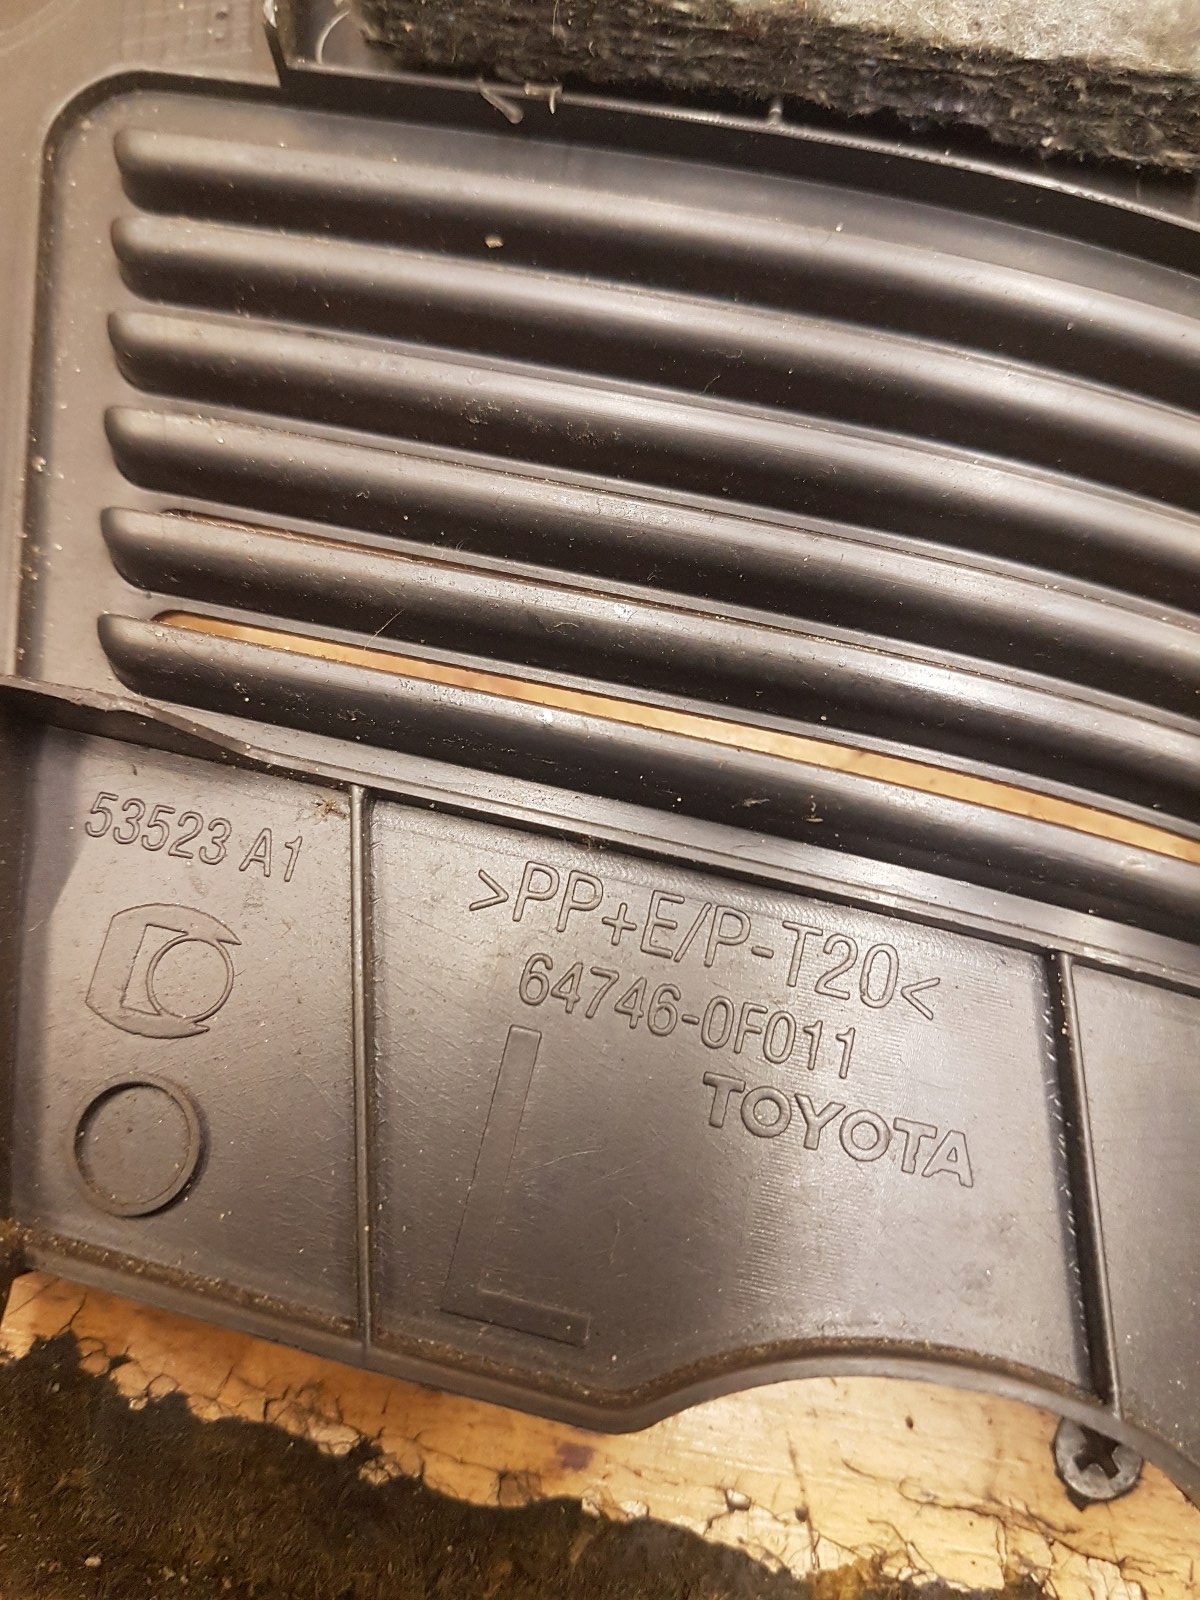 53523 A1
>PP+E/P-T20<
64746-0F011
TOYOTA
L